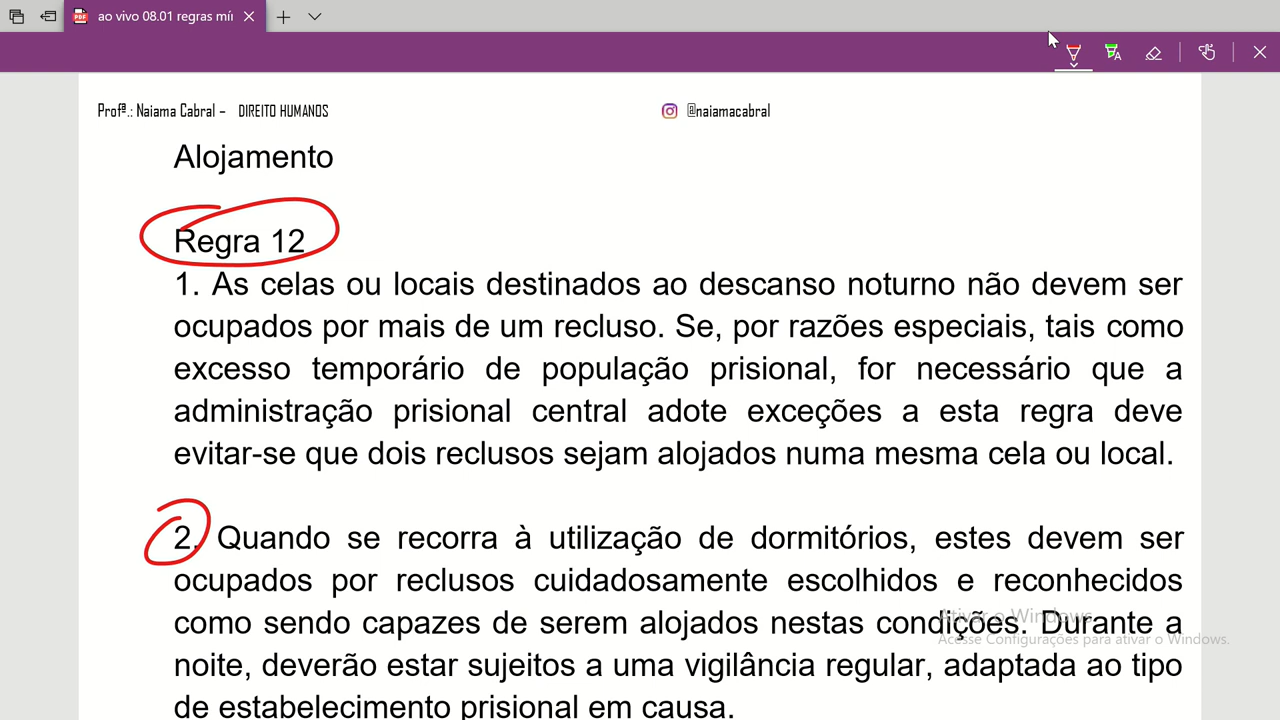 ao vivo 08.01 regras mír
Profª.: Naiama Cabral – DIREITO HUMANOS
@naiamacabral
Alojamento
Regra 12
1. As celas ou locais destinados ao descanso noturno não devem ser
ocupados por mais de um recluso. Se, por razões especiais, tais como
excesso temporário de população prisional, for necessário que a
administração prisional central adote exceções a esta regra deve
evitar-se que dois reclusos sejam alojados numa mesma cela ou local.
2. Quando se recorra à utilização de dormitórios, estes devem ser
ocupados por reclusos cuidadosamente escolhidos e reconhecidos
como sendo capazes de serem alojados nestas condições. Durante a
noite, deverão estar sujeitos a uma vigilância regular, adaptada ao tipo
de estabelecimento prisional em causa.
Ativar o Windows
Acesse Configurações para ativar o Windows.